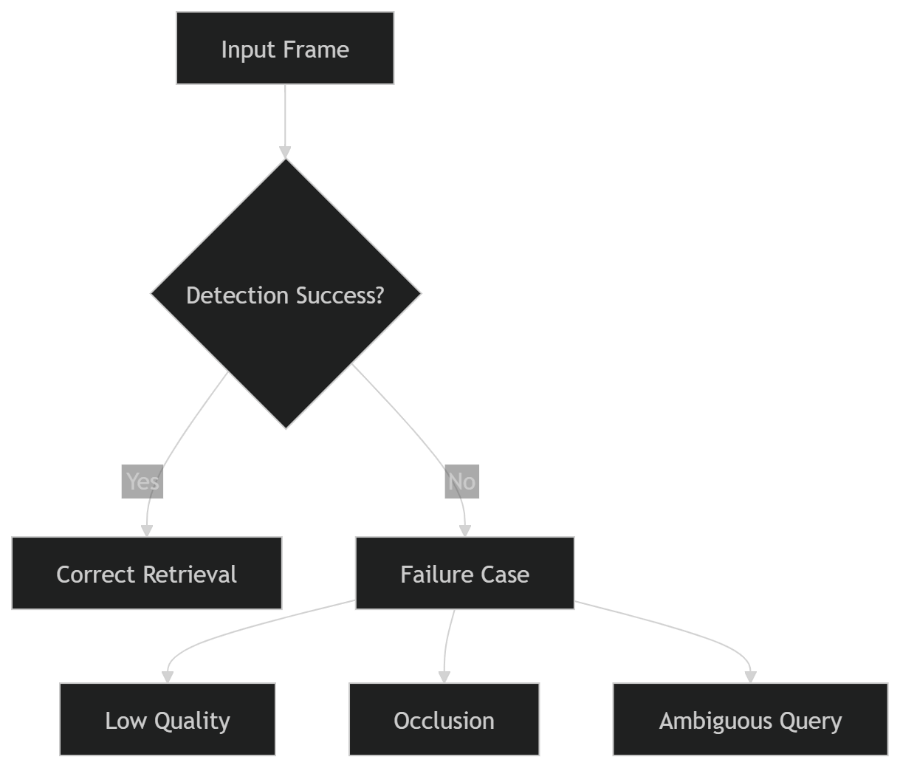 Input Frame
Detection Success?
Yes
No
Correct Retrieval
Failure Case
Low Quality
Occlusion
Ambiguous Query